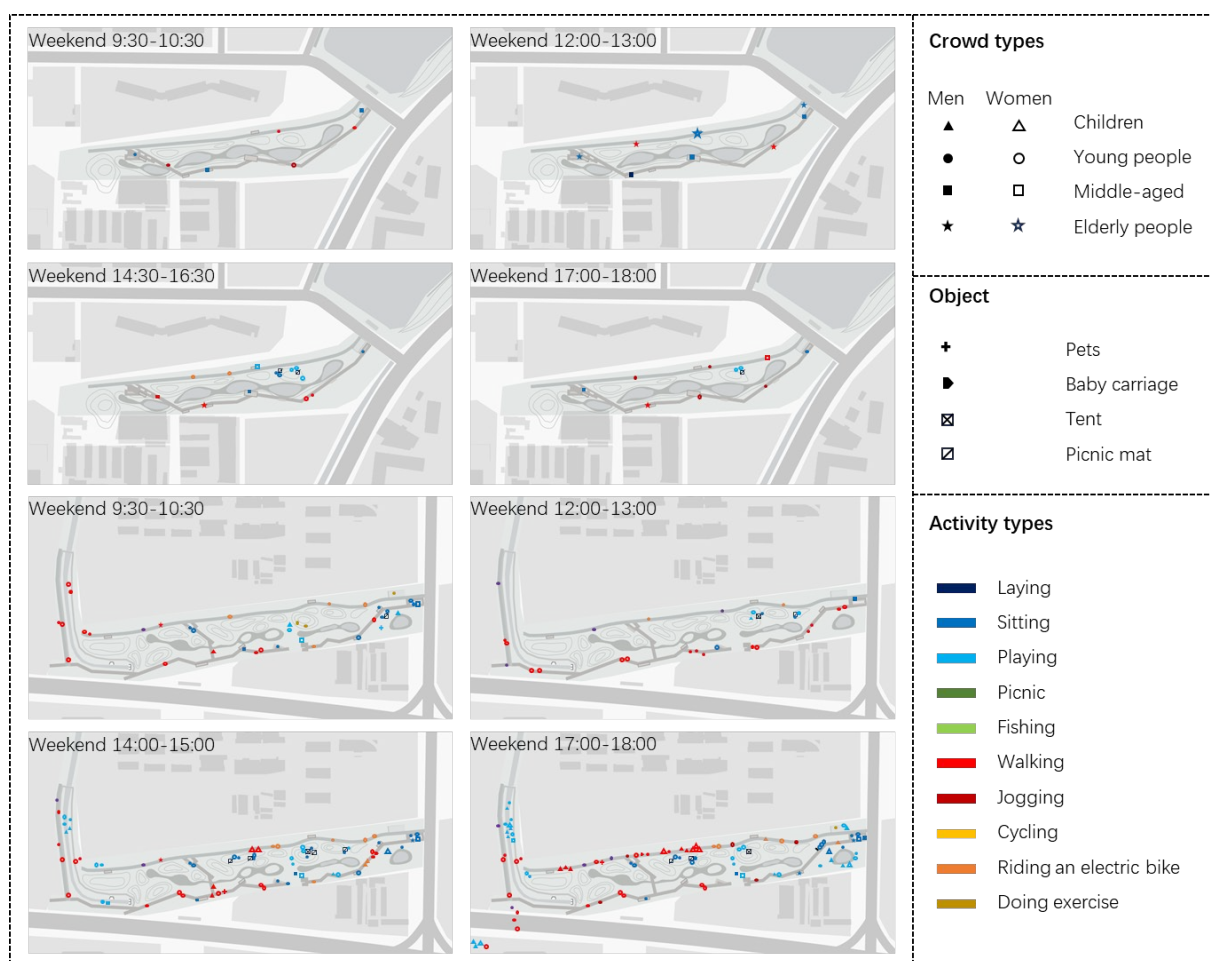 Weekend 9:30-10:30
Weekend 12:00-13:00
Weekend 14:30-16:30
Weekend 17:00-18:00
Weekend 9:30-10:30
Weekend 12:00-13:00
Weekend 14:00-15:00
Weekend 17:00-18:00
Crowd types
Men Women
Children
Young people
Middle-aged
Elderly people
Object
Pets
Baby carriage
Tent
Picnic mat
Activity types
Laying
Sitting
Playing
Picnic
Fishing
Walking
Jogging
Cycling
Riding an electric bike
Doing exercise